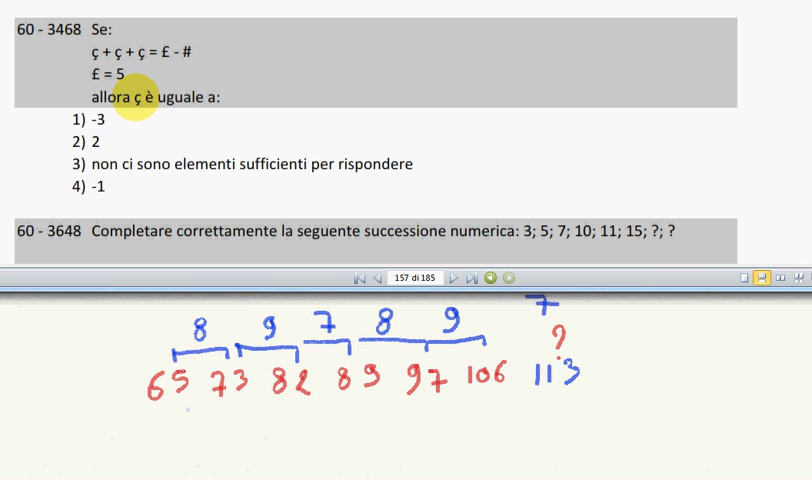 60 - 3468 Se:
ç + ç + ç = £ - #
£ = 5
allora ç è uguale a:
1) -3
2) 2
3) non ci sono elementi sufficienti per rispondere
4) -1
60 - 3648 Completare correttamente la seguente successione numerica: 3; 5; 7; 10; 11; 15; ?; ?
157 di 185
8 9 7 8 9 7
?
65 73 82 89 97 106 113